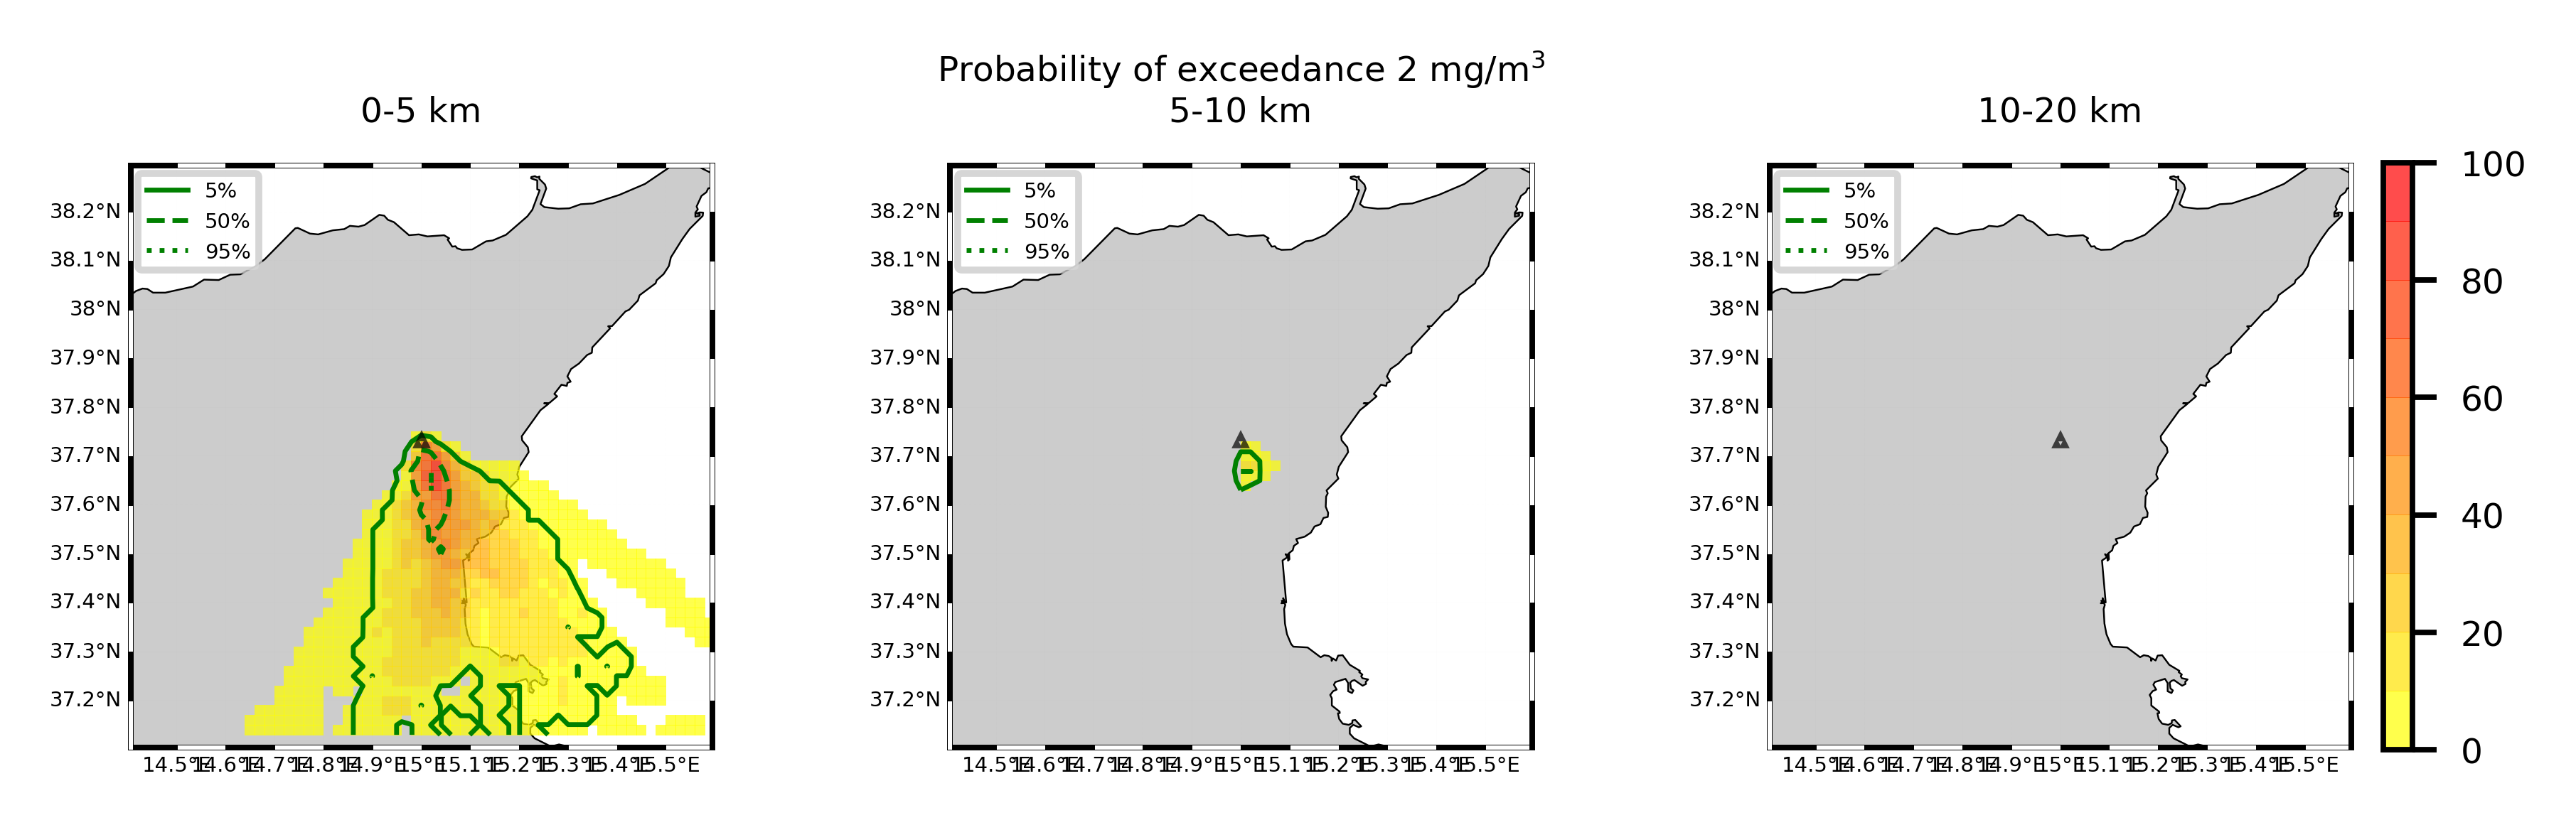 Probability of exceedance 2 mg/m³
0-5 km
5-10 km
10-20 km
5%
50%
95%
38.2°N
38.1°N
38°N
37.9°N
37.8°N
37.7°N
37.6°N
37.5°N
37.4°N
37.3°N
37.2°N
14.5°E 14.6°E 14.7°E 14.8°E 14.9°E 15°E 15.1°E 15.2°E 15.3°E 15.4°E 15.5°E
5%
50%
95%
38.2°N
38.1°N
38°N
37.9°N
37.8°N
37.7°N
37.6°N
37.5°N
37.4°N
37.3°N
37.2°N
14.5°E 14.6°E 14.7°E 14.8°E 14.9°E 15°E 15.1°E 15.2°E 15.3°E 15.4°E 15.5°E
5%
50%
95%
38.2°N
38.1°N
38°N
37.9°N
37.8°N
37.7°N
37.6°N
37.5°N
37.4°N
37.3°N
37.2°N
14.5°E 14.6°E 14.7°E 14.8°E 14.9°E 15°E 15.1°E 15.2°E 15.3°E 15.4°E 15.5°E
100
80
60
40
20
0